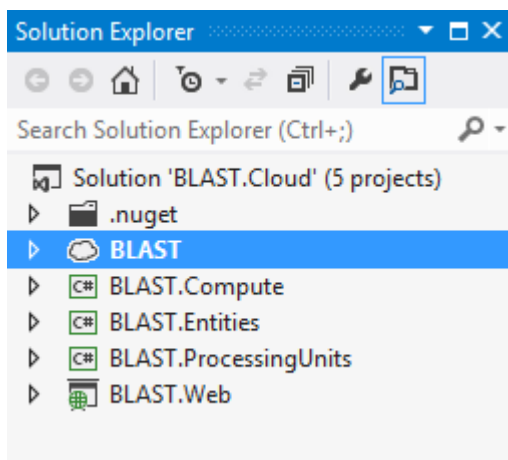 Solution Explorer
Search Solution Explorer (Ctrl+;)
Solution 'BLAST.Cloud' (5 projects)
.nuget
BLAST
C# BLAST.Compute
C# BLAST.Entities
C# BLAST.ProcessingUnits
BLAST.Web